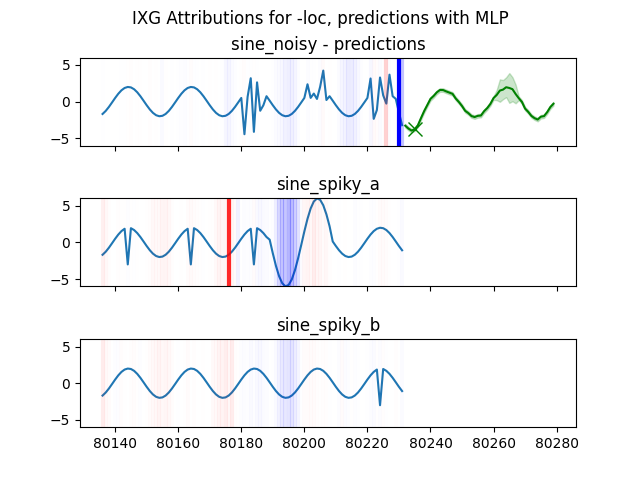 IXG Attributions for -loc, predictions with MLP
sine_noisy - predictions
5
0
−5
sine_spiky_a
5
0
−5
sine_spiky_b
5
0
−5
80140 80160 80180 80200 80220 80240 80260 80280